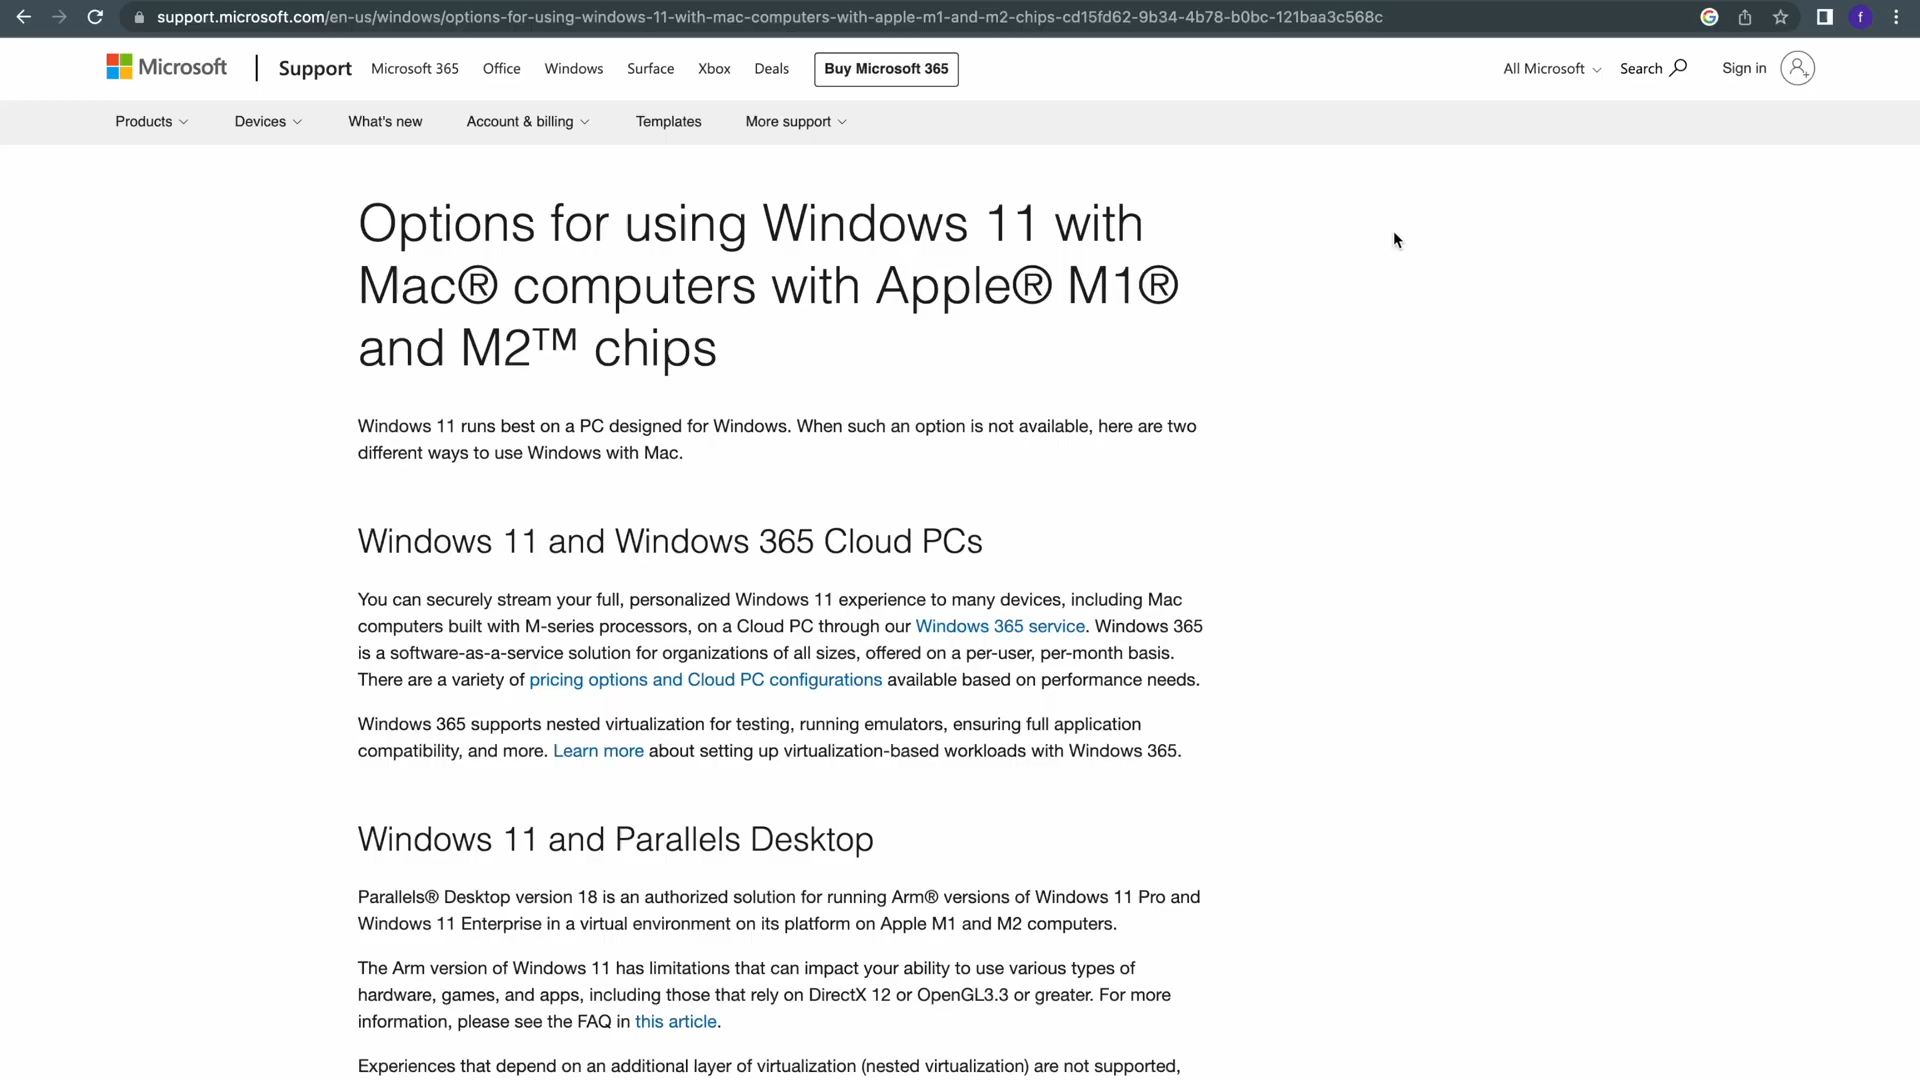 support.microsoft.com/en-us/windows/options-for-using-windows-11-with-mac-computers-with-apple-m1-and-m2-chips-cd15fd62-9b34-4b78-b0bc-121baa3c568c
f
Microsoft
Support Microsoft 365 Office Windows Surface Xbox Deals Buy Microsoft 365 All Microsoft Search Sign in
Products Devices What's new Account & billing Templates More support
Options for using Windows 11 with
Mac® computers with Apple® M1®
and M2™ chips
Windows 11 runs best on a PC designed for Windows. When such an option is not available, here are two
different ways to use Windows with Mac.
Windows 11 and Windows 365 Cloud PCs
You can securely stream your full, personalized Windows 11 experience to many devices, including Mac
computers built with M-series processors, on a Cloud PC through our Windows 365 service. Windows 365
is a software-as-a-service solution for organizations of all sizes, offered on a per-user, per-month basis.
There are a variety of pricing options and Cloud PC configurations available based on performance needs.
Windows 365 supports nested virtualization for testing, running emulators, ensuring full application
compatibility, and more. Learn more about setting up virtualization-based workloads with Windows 365.
Windows 11 and Parallels Desktop
Parallels® Desktop version 18 is an authorized solution for running Arm® versions of Windows 11 Pro and
Windows 11 Enterprise in a virtual environment on its platform on Apple M1 and M2 computers.
The Arm version of Windows 11 has limitations that can impact your ability to use various types of
hardware, games, and apps, including those that rely on DirectX 12 or OpenGL3.3 or greater. For more
information, please see the FAQ in this article.
Experiences that depend on an additional layer of virtualization (nested virtualization) are not supported,